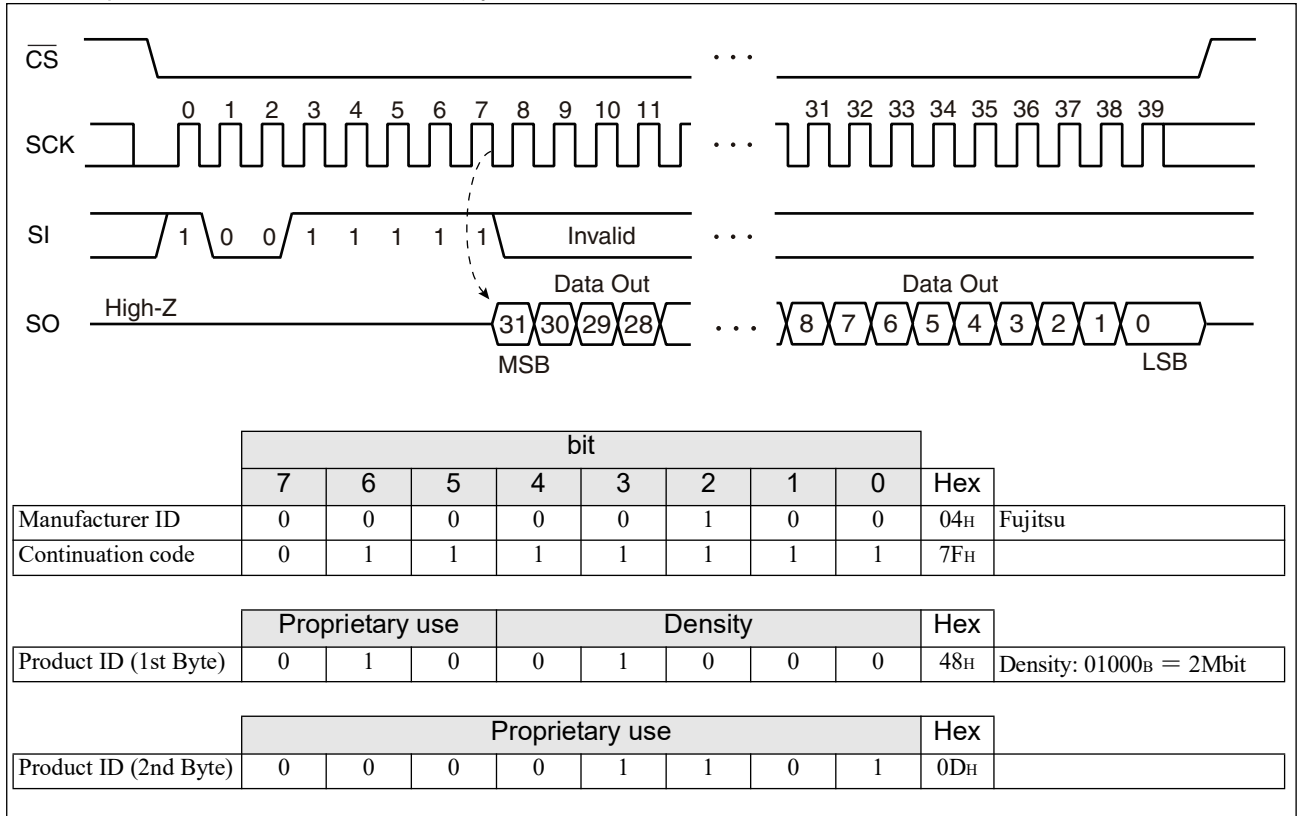 CS
. . .
0 1 2 3 4 5 6 7 8 9 10 11 31 32 33 34 35 36 37 38 39
SCK . . .
SI 1 0 0 1 1 1 1 1 Invalid . . .
Data Out Data Out
High-Z
SO 31 30 29 28 . . . 8 7 6 5 4 3 2 1 0
MSB LSB
bit
7 6 5 4 3 2 1 0 Hex
Manufacturer ID 0 0 0 0 0 1 0 0 04H Fujitsu
Continuation code 0 1 1 1 1 1 1 1 7FH
Proprietary use Density Hex
Product ID (1st Byte) 0 1 0 0 1 0 0 0 48H Density: 01000B = 2Mbit
Proprietary use Hex
Product ID (2nd Byte) 0 0 0 0 1 1 0 1 0DH